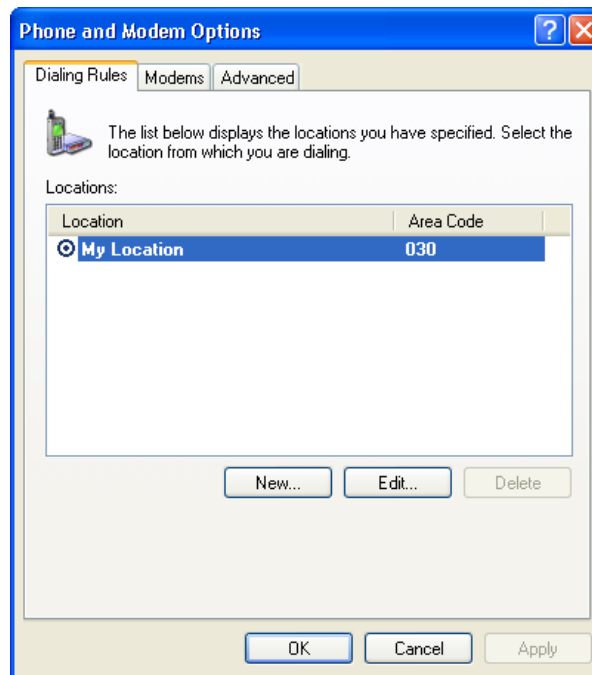 Phone and Modem Options
Dialing Rules Modems Advanced
The list below displays the locations you have specified. Select the
location from which you are dialing.
Locations:
Location Area Code
My Location 030
New... Edit... Delete
OK Cancel Apply